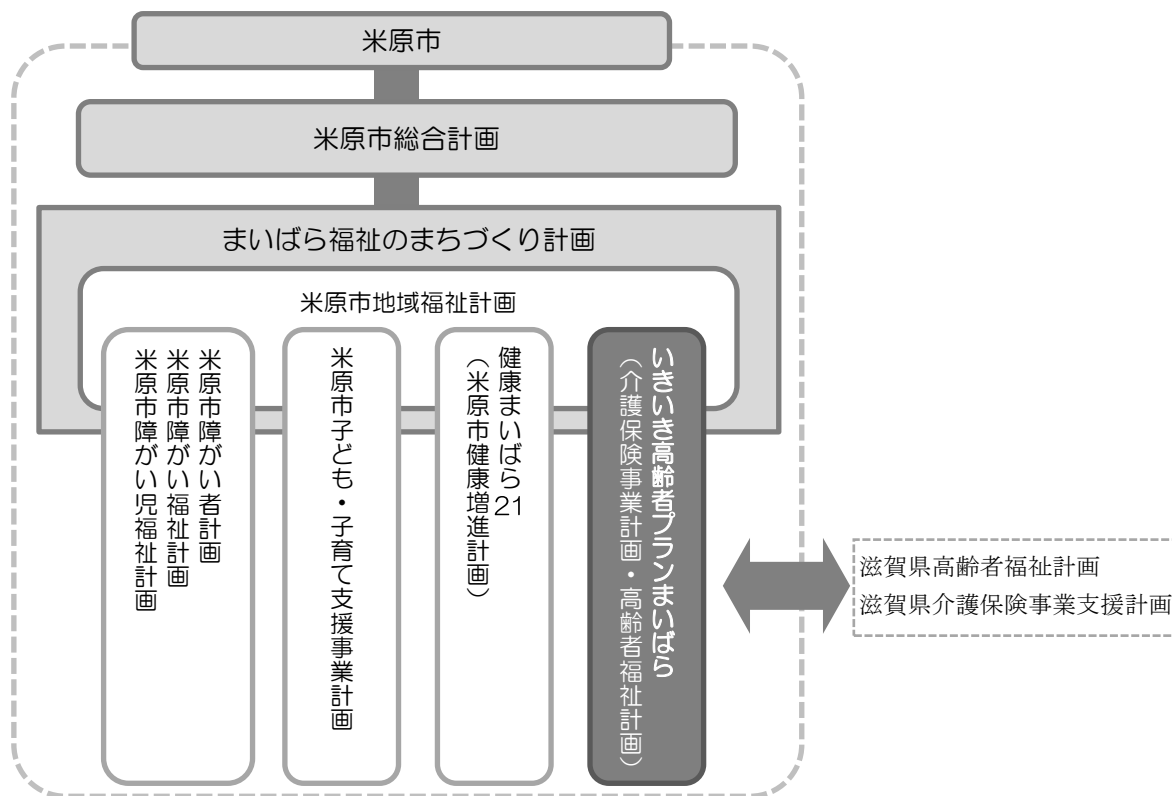 米原市
米原市総合計画
まいばら福祉のまちづくり計画
米原市地域福祉計画
米原市障がい者計画
米原市障がい福祉計画
米原市障がい児福祉計画
米原市子ども・子育て支援事業計画
健康まいばら21
（米原市健康増進計画）
いきいき高齢者プランまいばら
（介護保険事業計画・高齢者福祉計画）
滋賀県高齢者福祉計画
滋賀県介護保険事業支援計画